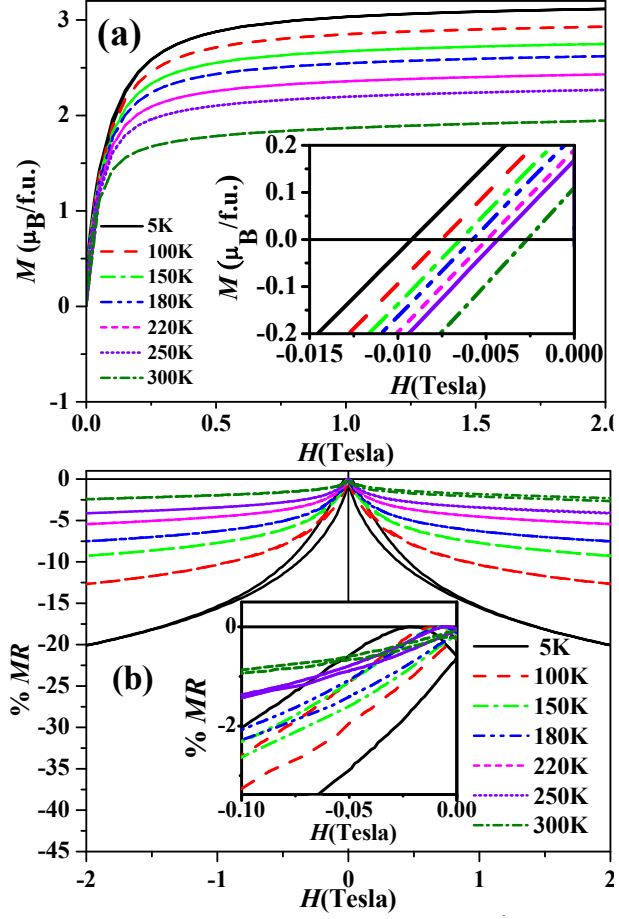 (a)
3
2
1
0
-1
M (μB/f.u.)
5K
100K
150K
180K
220K
250K
300K
0.2
0.1
0.0
-0.1
-0.2
M (μB/f.u.)
-0.015 -0.010 -0.005 0.000
H(Tesla)
0.0 0.5 1.0 1.5 2.0
H(Tesla)
0
-5
-10
-15
-20
-25
-30
-35
-40
-45
% MR
(b)
0
-2
% MR
-0.10 -0.05 0.00
H(Tesla)
5K
100K
150K
180K
220K
250K
300K
-2 -1 0 1 2
H(Tesla)